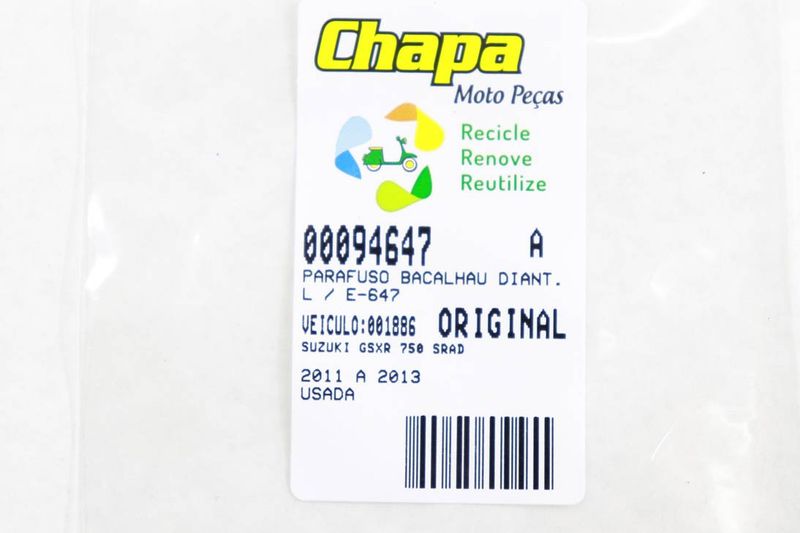 Chapa
Moto Peças
Recicle
Renove
Reutilize
00094647 A
PARAFUSO BACALHAU DIANT.
L / E-647
VEICULO:001886 ORIGINAL
SUZUKI GSXR 750 SRAD
2011 A 2013
USADA